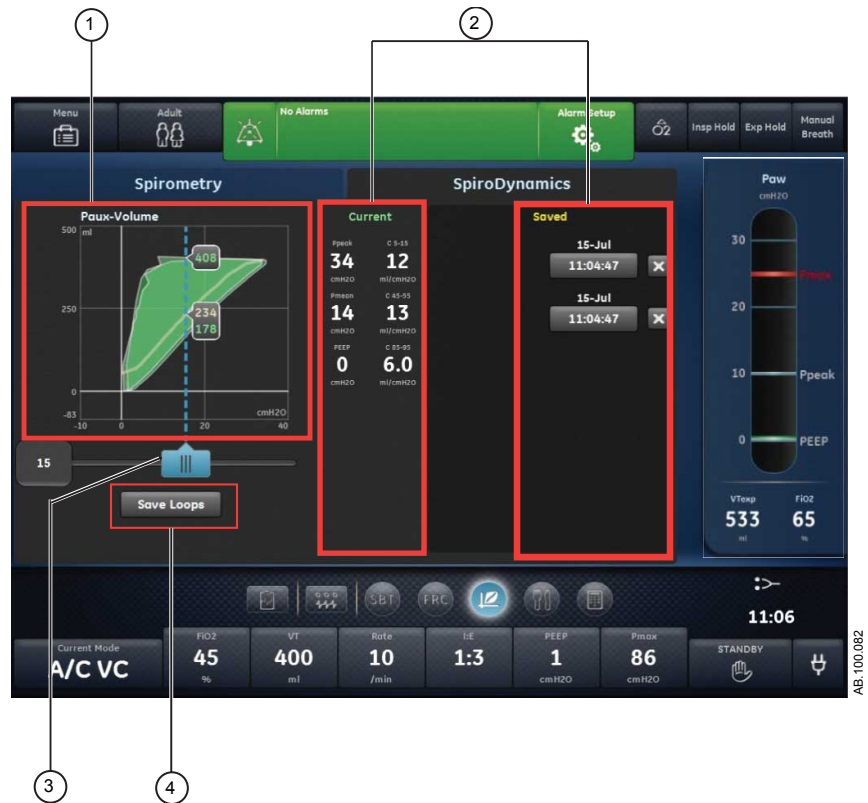 1
2
Menu
Adult
No Alarms
Alarm Setup
O2
Insp Hold
Exp Hold
Manual
Breath
Spirometry
SpiroDynamics
Paux-Volume
500 ml
250
0
-83
-10 0 20 40
cmH2O
408
234
178
15
Save Loops
Current
Ppeak C 5-15
34 12
cmH2O ml/cmH2O
Pmean C 45-55
14 13
cmH2O ml/cmH2O
PEEP C 85-95
0 6.0
cmH2O ml/cmH2O
Saved
15-Jul
11:04:47
15-Jul
11:04:47
Paw
cmH2O
30
Pmax
20
10 Ppeak
0 PEEP
VTexp FiO2
533 65
ml %
SBT
FRC
11:06
Current Mode
A/C VC
FiO2
45
%
VT
400
ml
Rate
10
/min
I:E
1:3
PEEP
1
cmH2O
Pmax
86
cmH2O
STANDBY
AB.100.082
3
4